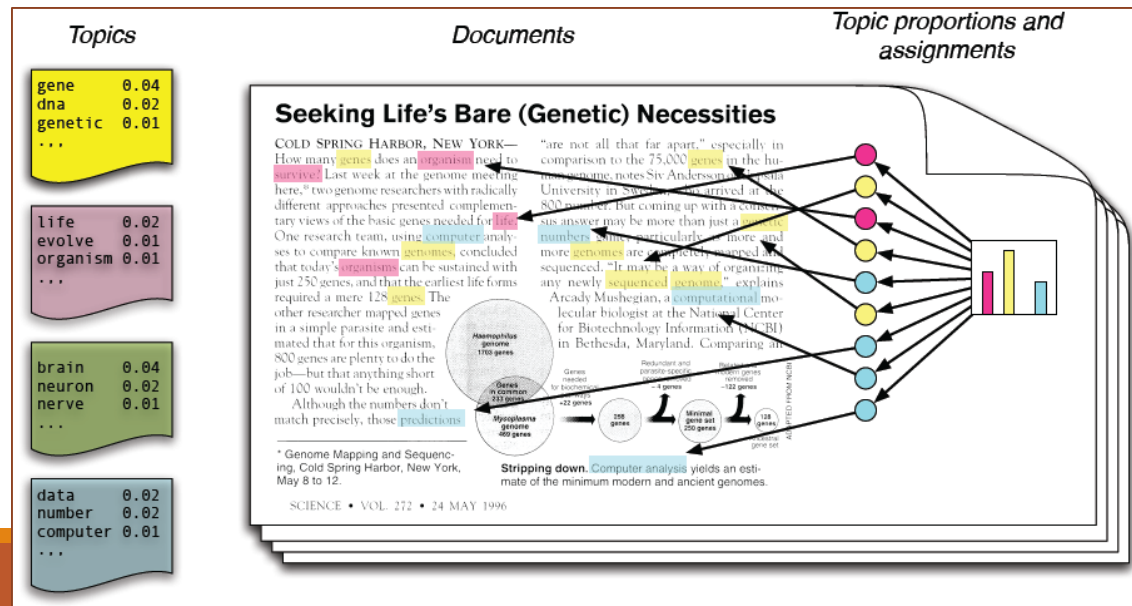 Topics
Documents
Topic proportions and
assignments
gene 0.04
dna 0.02
genetic 0.01
...
life 0.02
evolve 0.01
organism 0.01
...
brain 0.04
neuron 0.02
nerve 0.01
...
data 0.02
number 0.02
computer 0.01
...
Seeking Life's Bare (Genetic) Necessities
COLD SPRING HARBOR, NEW YORK—
How many genes does an organism need to
survive? Last week at the genome meeting
here,* two genome researchers with radically
different approaches presented complemen-
tary views of the basic genes needed for life.
One research team, using computer analy-
ses to compare known genomes, concluded
that today's organisms can be sustained with
just 250 genes, and that the earliest life forms
required a mere 128 genes. The
other researcher mapped genes
in a simple parasite and esti-
mated that for this organism,
800 genes are plenty to do the
job—but that anything short
of 100 wouldn't be enough.
Although the numbers don't
match precisely, those predictions
* Genome Mapping and Sequenc-
ing, Cold Spring Harbor, New York,
May 8 to 12.
"are not all that far apart," especially in
comparison to the 75,000 genes in the hu-
man genome, notes Siv Andersson of Uppsala
University in Sweden, who arrived at the
800 number. But coming up with a consen-
sus answer may be more than just a genetic
numbers game, particularly as more and
more genomes are completely mapped and
sequenced. "It may be a way of organizing
any newly sequenced genome," explains
Arcady Mushegian, a computational mo-
lecular biologist at the National Center
for Biotechnology Information (NCBI)
in Bethesda, Maryland. Comparing an
Haemophilus
genome
1703 genes
Genes
in common
233 genes
Mycoplasma
genome
469 genes
Genes
needed
for biochemical
+22 genes
256
genes
Redundant and
parasite-specific
– 4 genes
Minimal
gene set
250 genes
modern genes
removed
–122 genes
128
genes
gene set
ADAPTED FROM NCBI
Stripping down. Computer analysis yields an esti-
mate of the minimum modern and ancient genomes.
SCIENCE • VOL. 272 • 24 MAY 1996